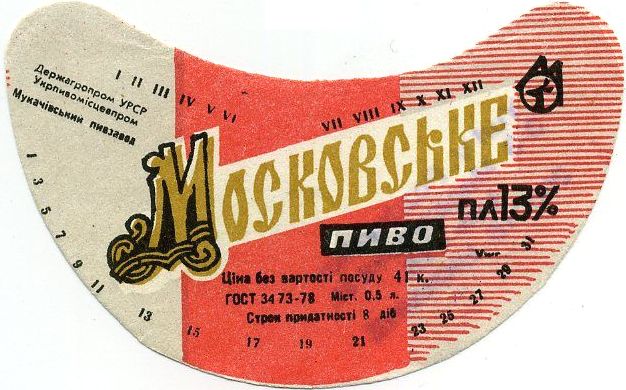 Держагропром УРСР
Укрпивомісцевпром
Мукачівський пивзавод
I II III IV V VI VII VIII IX X XI XII
Московське
пиво
пл 13%
Ціна без вартості посуду 41 к.
ГОСТ 3473-78 Міст. 0.5 л.
Строк придатності 8 діб
1 3 5 7 9 11 13 15 17 19 21 23 25 27 29 31